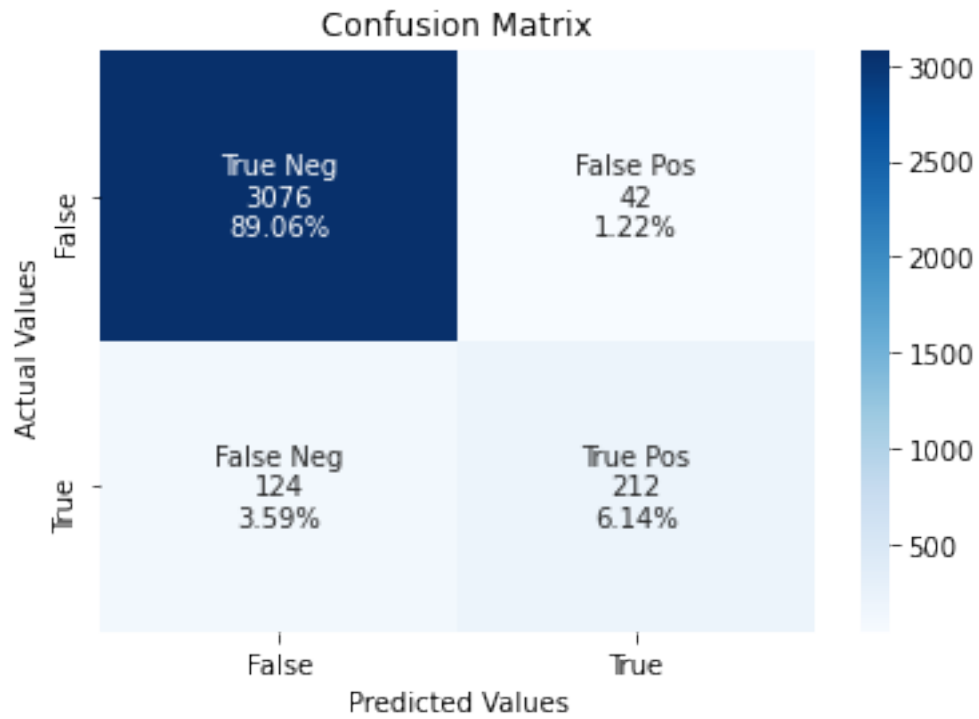 Confusion Matrix
True Neg
3076
89.06%
False Pos
42
1.22%
False Neg
124
3.59%
True Pos
212
6.14%
Actual Values
False
True
False
True
Predicted Values
3000
2500
2000
1500
1000
500